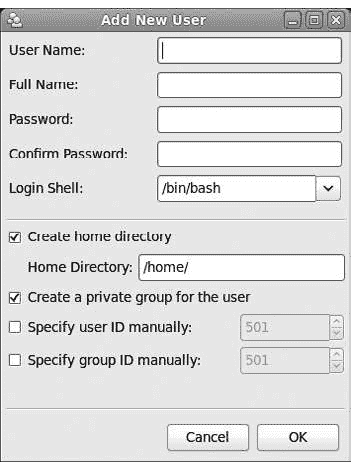 Add New User
User Name:
Full Name:
Password:
Confirm Password:
Login Shell: /bin/bash
Create home directory
Home Directory: /home/
Create a private group for the user
Specify user ID manually: 501
Specify group ID manually: 501
Cancel OK